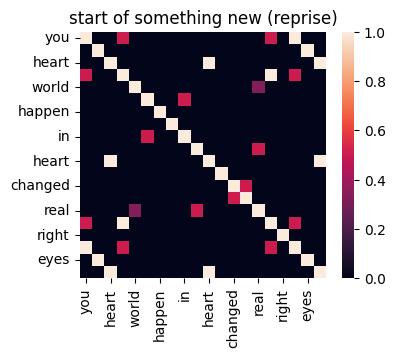 start of something new (reprise)
you
heart
world
happen
in
heart
changed
real
right
eyes
you
heart
world
happen
in
heart
changed
real
right
eyes
1.0
0.8
0.6
0.4
0.2
0.0